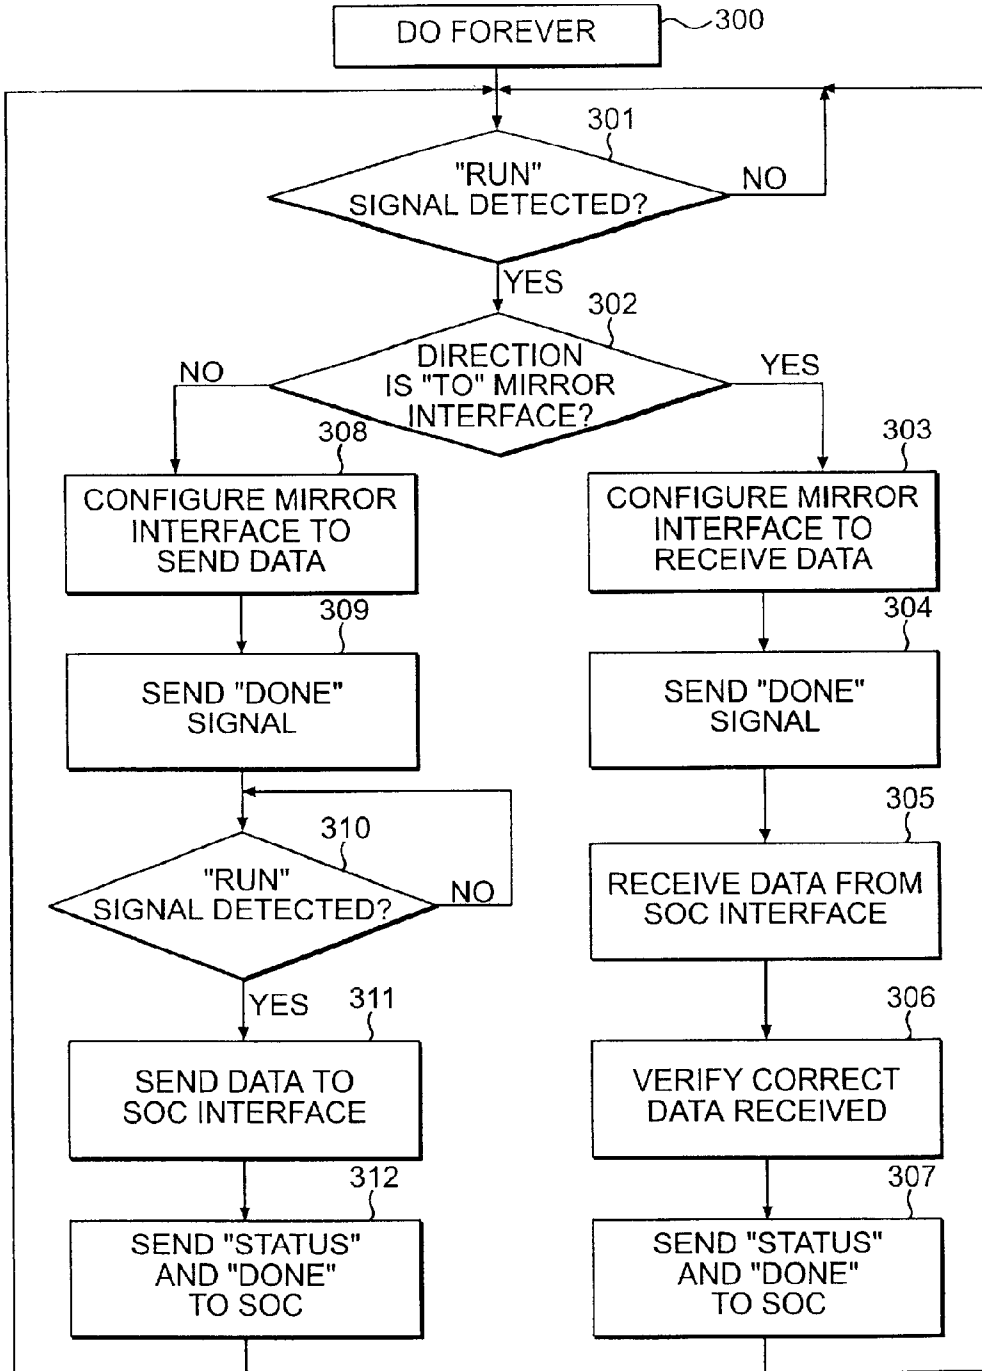 DO FOREVER
300
301
"RUN"
SIGNAL DETECTED?
NO
YES
302
DIRECTION
IS "TO" MIRROR
INTERFACE?
NO
YES
308
CONFIGURE MIRROR
INTERFACE TO
SEND DATA
303
CONFIGURE MIRROR
INTERFACE TO
RECEIVE DATA
309
SEND "DONE"
SIGNAL
304
SEND "DONE"
SIGNAL
310
"RUN"
SIGNAL DETECTED?
NO
YES
305
RECEIVE DATA FROM
SOC INTERFACE
311
SEND DATA TO
SOC INTERFACE
306
VERIFY CORRECT
DATA RECEIVED
312
SEND "STATUS"
AND "DONE"
TO SOC
307
SEND "STATUS"
AND "DONE"
TO SOC